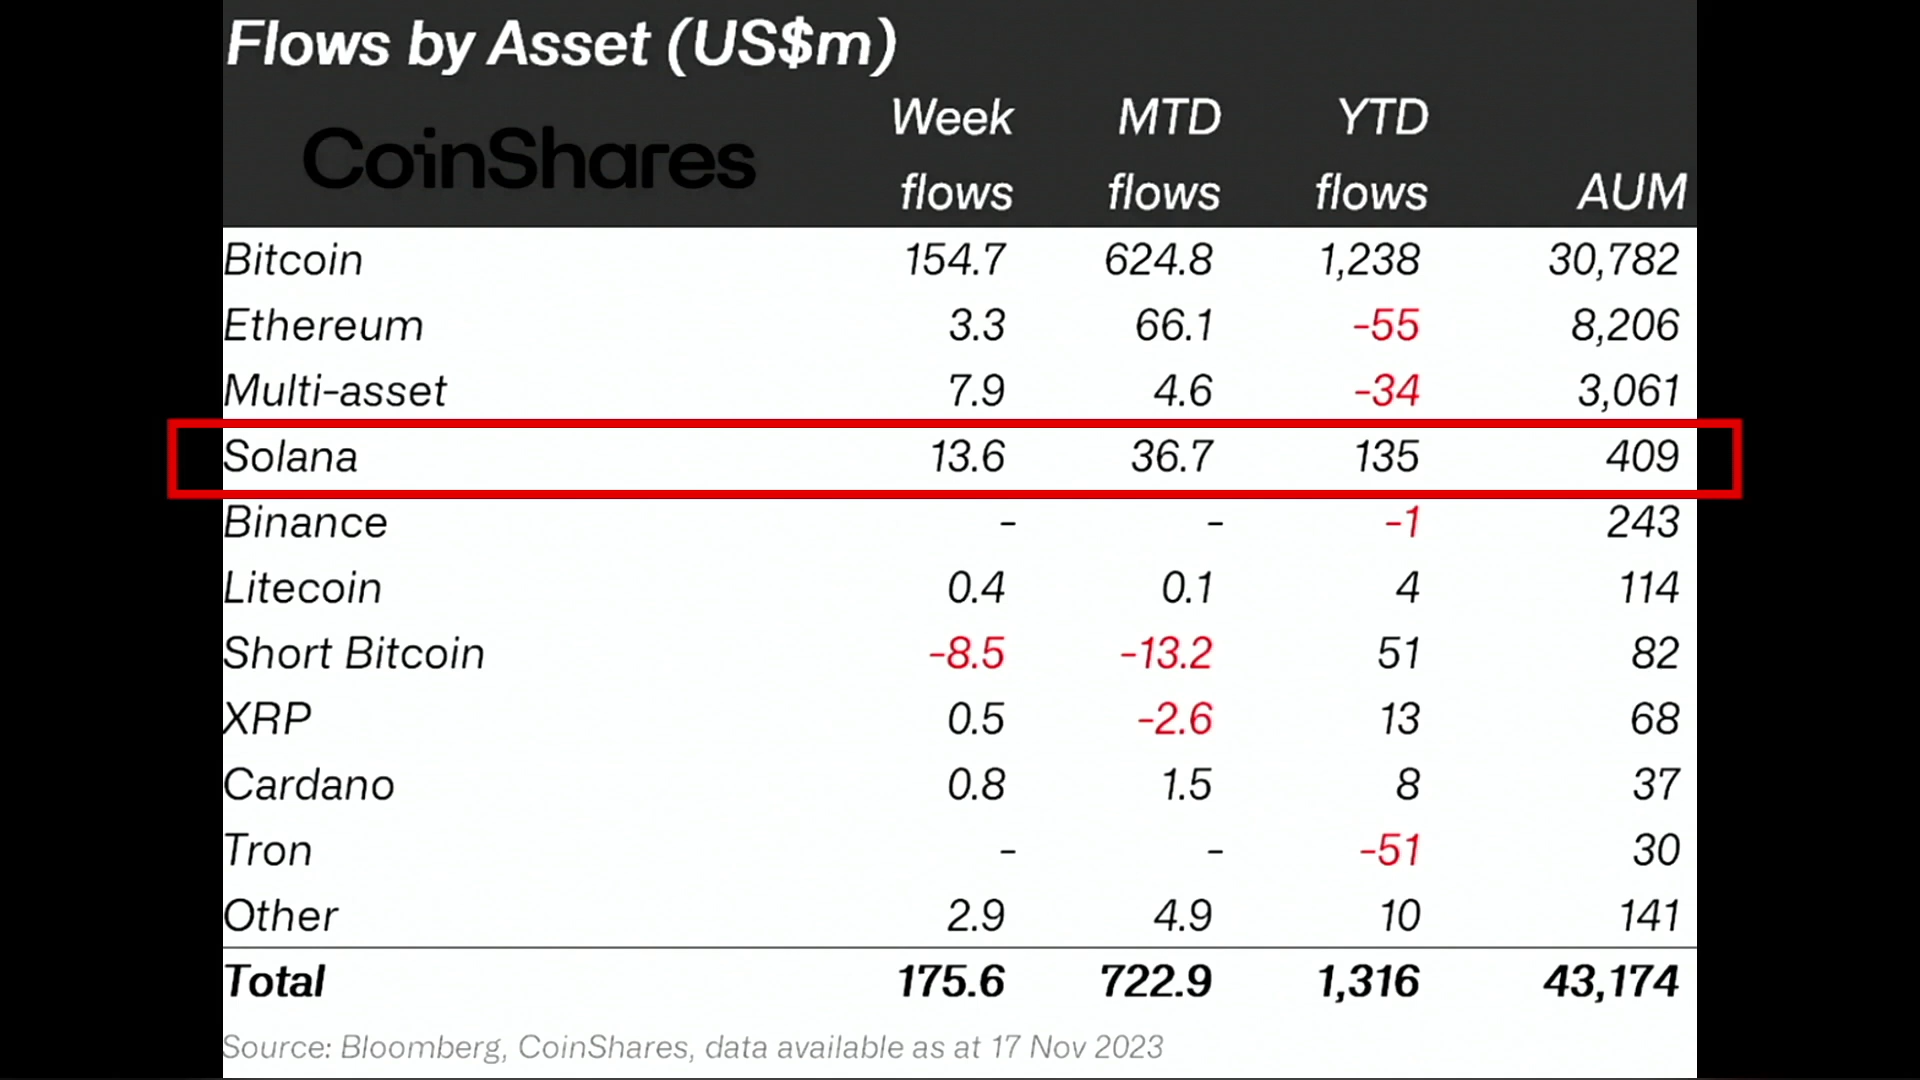 Flows by Asset (US$m)
CoinShares
Week flows MTD flows YTD flows AUM
Bitcoin 154.7 624.8 1,238 30,782
Ethereum 3.3 66.1 -55 8,206
Multi-asset 7.9 4.6 -34 3,061
Solana 13.6 36.7 135 409
Binance - - -1 243
Litecoin 0.4 0.1 4 114
Short Bitcoin -8.5 -13.2 51 82
XRP 0.5 -2.6 13 68
Cardano 0.8 1.5 8 37
Tron - - -51 30
Other 2.9 4.9 10 141
Total 175.6 722.9 1,316 43,174
Source: Bloomberg, CoinShares, data available as at 17 Nov 2023